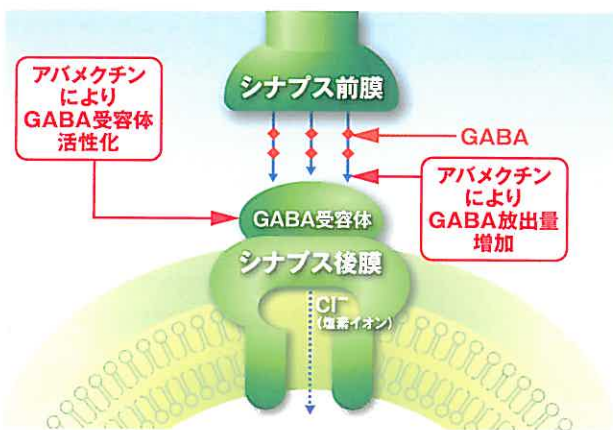 アバメクチン
により
GABA受容体
活性化
シナプス前膜
GABA
アバメクチン
により
GABA放出量
増加
GABA受容体
シナプス後膜
Cl⁻
(塩素イオン)